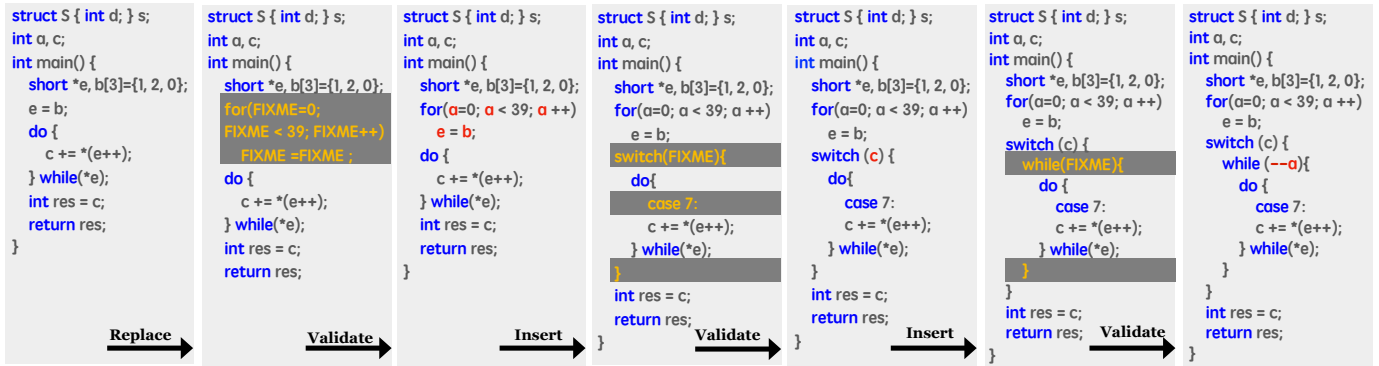 struct S { int d; } s;
int a, c;
int main() {
short *e, b[3]={1, 2, 0};
e = b;
do {
c += *(e++);
} while(*e);
int res = c;
return res;
}
Replace
struct S { int d; } s;
int a, c;
int main() {
short *e, b[3]={1, 2, 0};
for(FIXME=0;
FIXME < 39; FIXME++)
FIXME =FIXME ;
do {
c += *(e++);
} while(*e);
int res = c;
return res;
Validate
struct S { int d; } s;
int a, c;
int main() {
short *e, b[3]={1, 2, 0};
for(a=0; a < 39; a ++)
e = b;
do {
c += *(e++);
} while(*e);
int res = c;
return res;
}
Insert
struct S { int d; } s;
int a, c;
int main() {
short *e, b[3]={1, 2, 0};
for(a=0; a < 39; a ++)
e = b;
switch(FIXME){
do{
case 7:
c += *(e++);
} while(*e);
}
int res = c;
return res;
}
Validate
struct S { int d; } s;
int a, c;
int main() {
short *e, b[3]={1, 2, 0};
for(a=0; a < 39; a ++)
e = b;
switch (c) {
do{
case 7:
c += *(e++);
} while(*e);
}
int res = c;
return res;
}
Insert
struct S { int d; } s;
int a, c;
int main() {
short *e, b[3]={1, 2, 0};
for(a=0; a < 39; a ++)
e = b;
switch (c) {
while(FIXME){
do {
case 7:
c += *(e++);
} while(*e);
}
}
int res = c;
return res;
}
Validate
struct S { int d; } s;
int a, c;
int main() {
short *e, b[3]={1, 2, 0};
for(a=0; a < 39; a ++)
e = b;
switch (c) {
while (--a){
do {
case 7:
c += *(e++);
} while(*e);
}
}
int res = c;
return res;
}